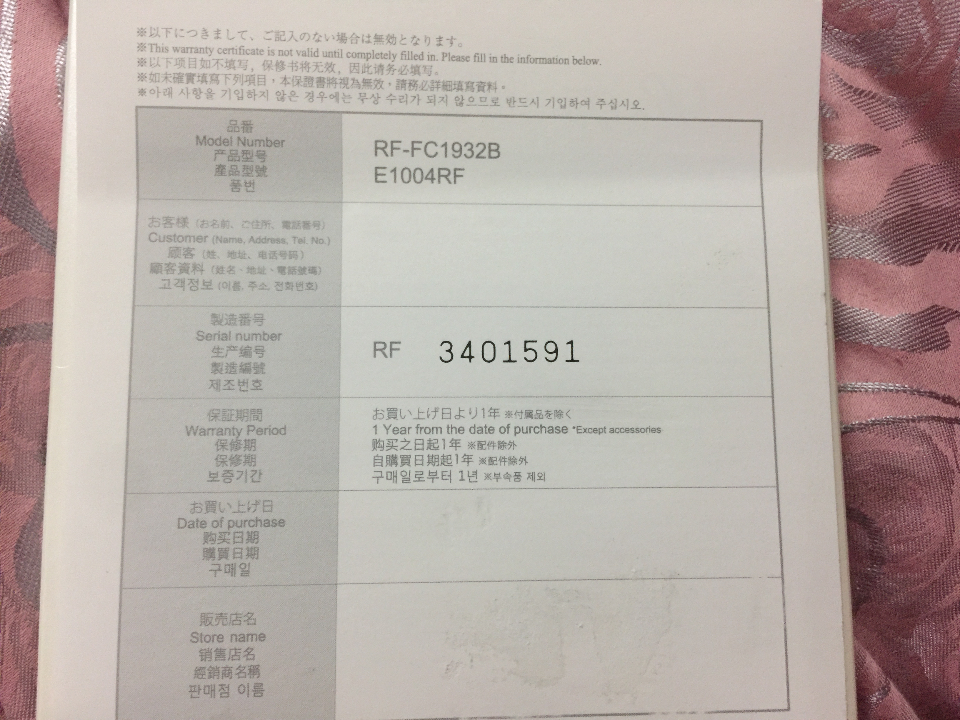 ※以下につきまして、ご記入のない場合は無効となります。
※This warranty certificate is not valid until completely filled in. Please fill in the information below.
※以下项目如不填写，保修书将无效，因此请务必填写。
※如未確實填寫下列項目，本保證書將視為無效，請務必詳細填寫資料。
※아래 사항을 기입하지 않은 경우에는 무상 수리가 되지 않으므로 반드시 기입하여 주십시오.
品番
Model Number
产品型号
產品型號
품번
RF-FC1932B
E1004RF
お客様（お名前、ご住所、電話番号）
Customer (Name, Address, Tel. No.)
顾客（姓、地址、电话号码）
顧客資料（姓名、地址、電話號碼）
고객정보 (이름, 주소, 전화번호)
製造番号
Serial number
生产编号
製造編號
제조번호
RF 3401591
保証期間
Warranty Period
保修期
保修期
보증기간
お買い上げ日より1年 ※付属品を除く
1 Year from the date of purchase *Except accessories
购买之日起1年 ※配件除外
自購買日期起1年 ※配件除外
구매일로부터 1년 ※부속품 제외
お買い上げ日
Date of purchase
购买日期
購買日期
구매일
販売店名
Store name
销售店名
經銷商名稱
판매점 이름